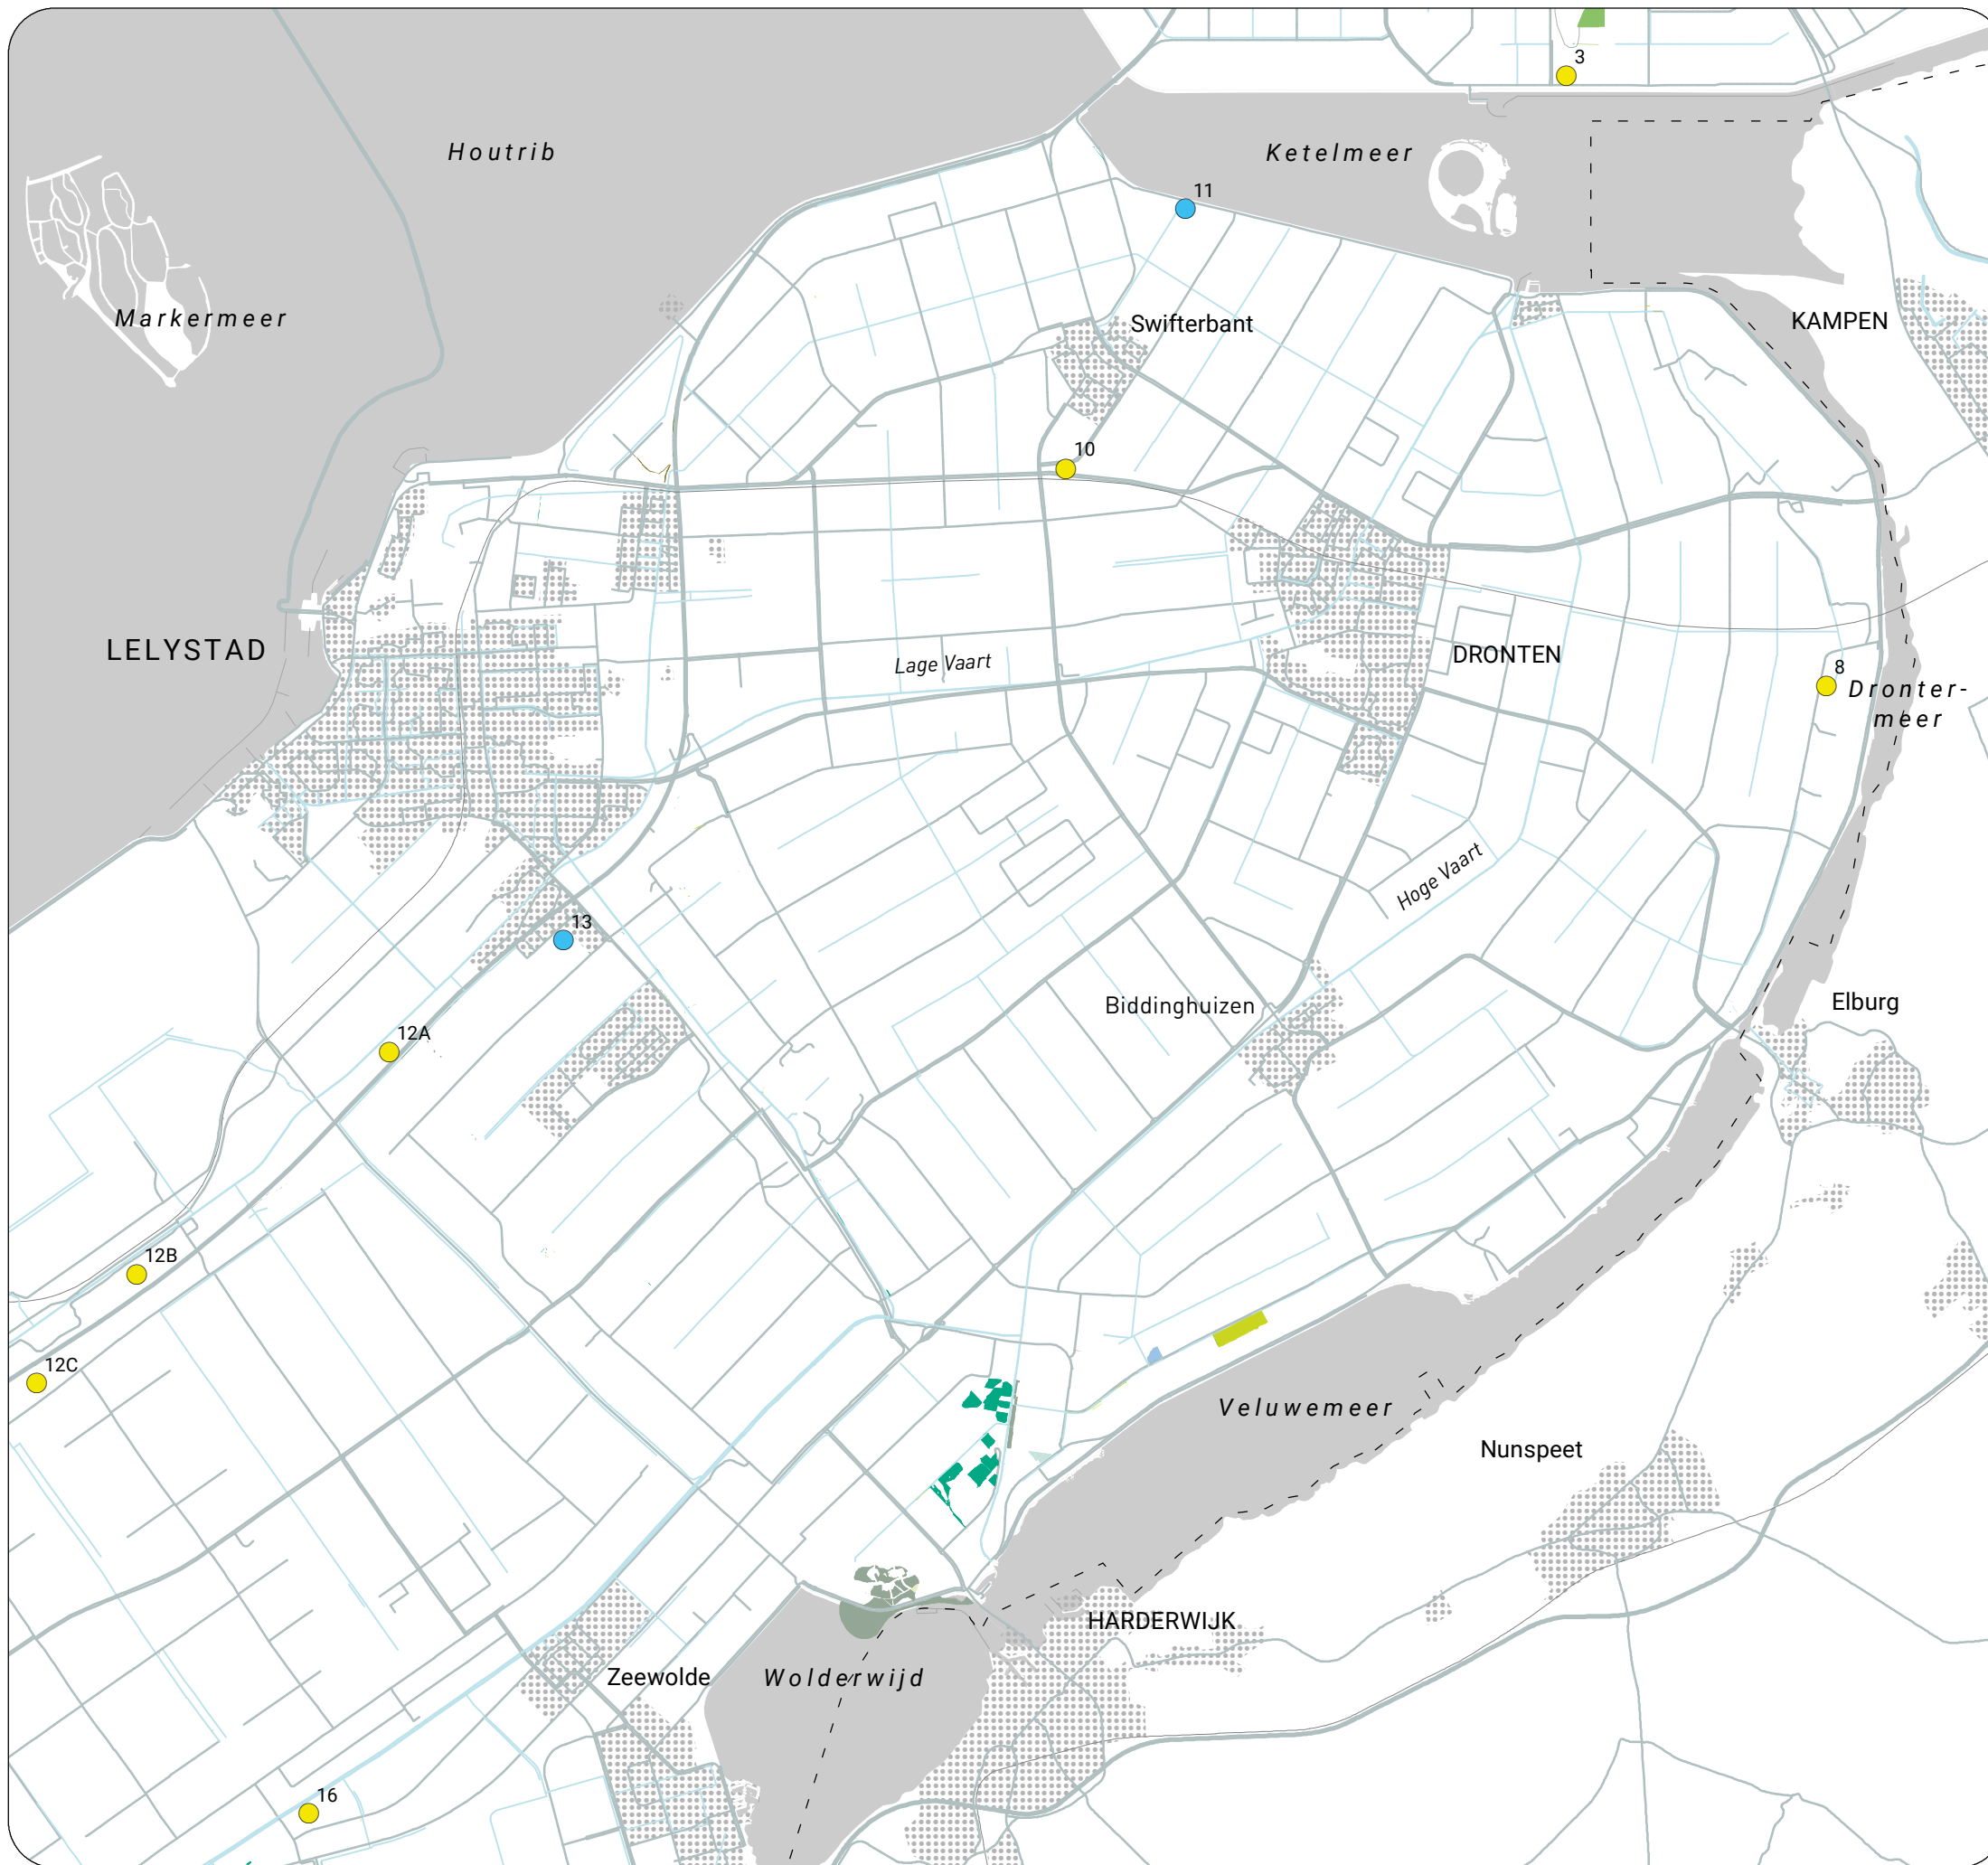 3
Houtrib
Ketelmeer
11
Markermeer
Swifterbant
KAMPEN
10
LELYSTAD
Lage Vaart
DRONTEN
8
Dronter-
meer
Hoge Vaart
13
Biddinghuizen
Elburg
12A
12B
12C
Veluwemeer
Nunspeet
HARDERWIJK
Zeewolde
Wolderwijd
16